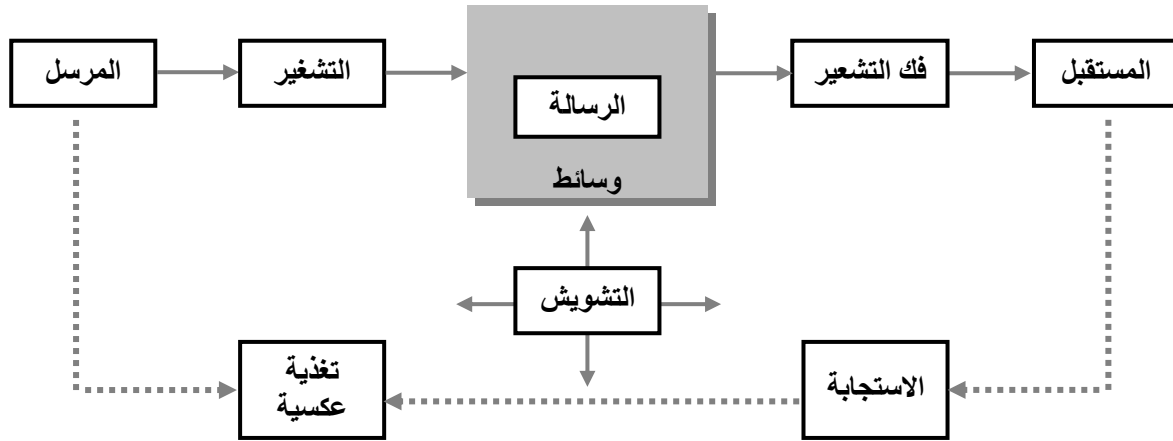 المرسل
التشغير
الرسالة
وسائط
فك التشعير
المستقبل
التشويش
تغذية
عكسية
الاستجابة